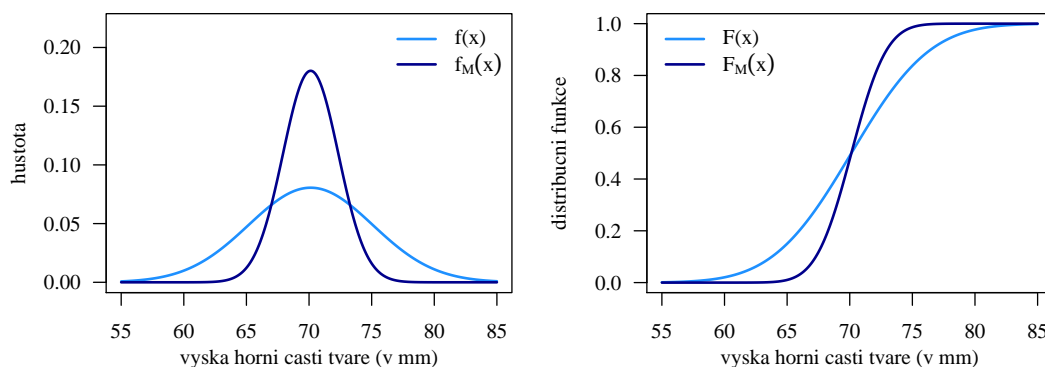 hustota
0.20
0.15
0.10
0.05
0.00
f(x)
f_M(x)
55 60 65 70 75 80 85
vyska horni casti tvare (v mm)
distribucni funkce
1.0
0.8
0.6
0.4
0.2
0.0
F(x)
F_M(x)
55 60 65 70 75 80 85
vyska horni casti tvare (v mm)